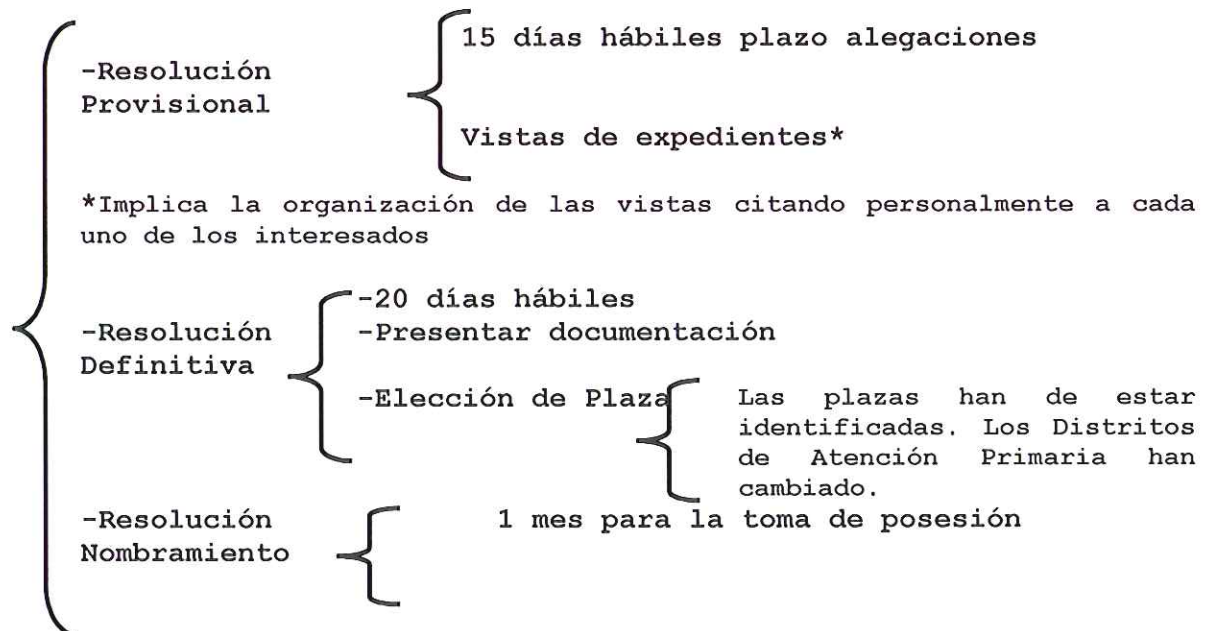 15 días hábiles plazo alegaciones
-Resolución
Provisional
Vistas de expedientes*
*Implica la organización de las vistas citando personalmente a cada
uno de los interesados
-20 días hábiles
-Resolución
-Presentar documentación
Definitiva
-Elección de Plaza
Las plazas han de estar
identificadas. Los Distritos
de Atención Primaria han
cambiado.
-Resolución
1 mes para la toma de posesión
Nombramiento